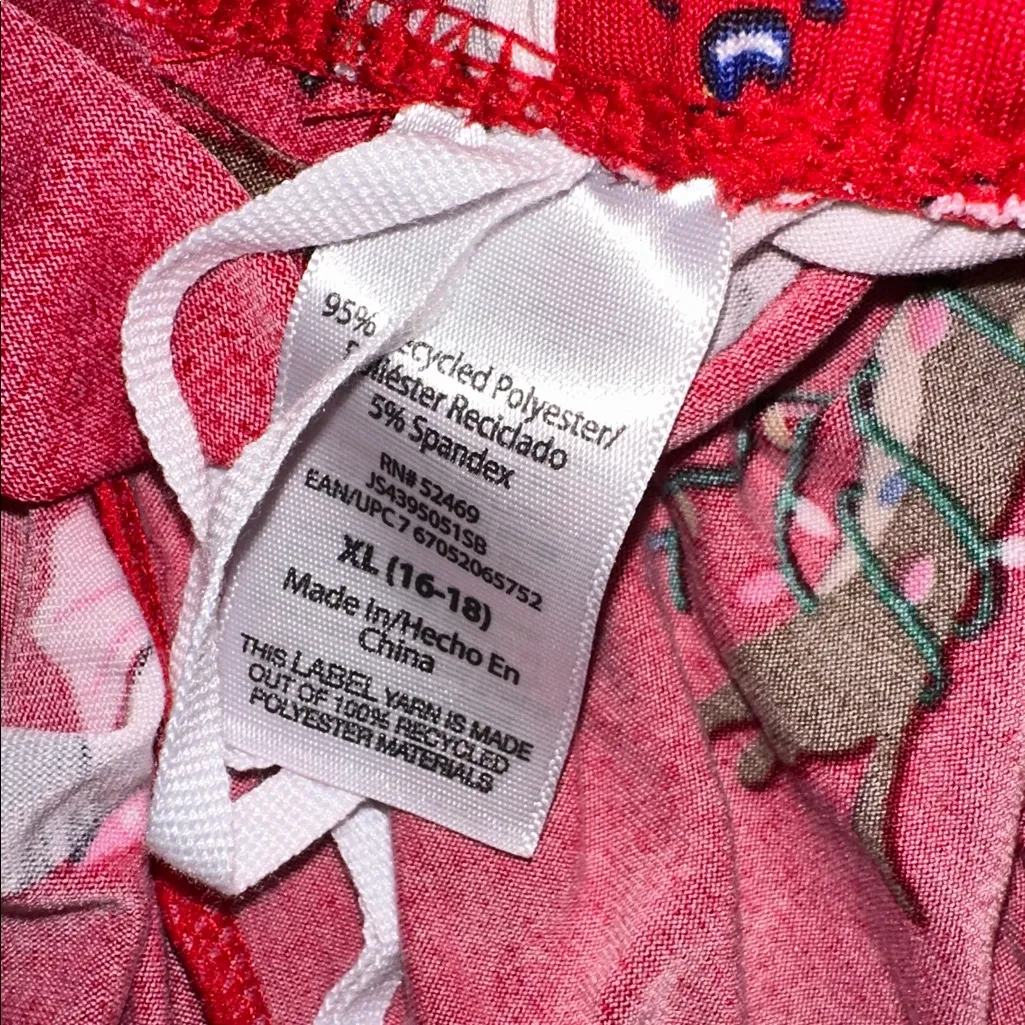 95% Recycled Polyester/
Poliéster Reciclado
5% Spandex
RN# 52469
JS4395051SB
EAN/UPC 7 67052065752
XL (16-18)
Made In/Hecho En
China
THIS LABEL YARN IS MADE
OUT OF 100% RECYCLED
POLYESTER MATERIALS